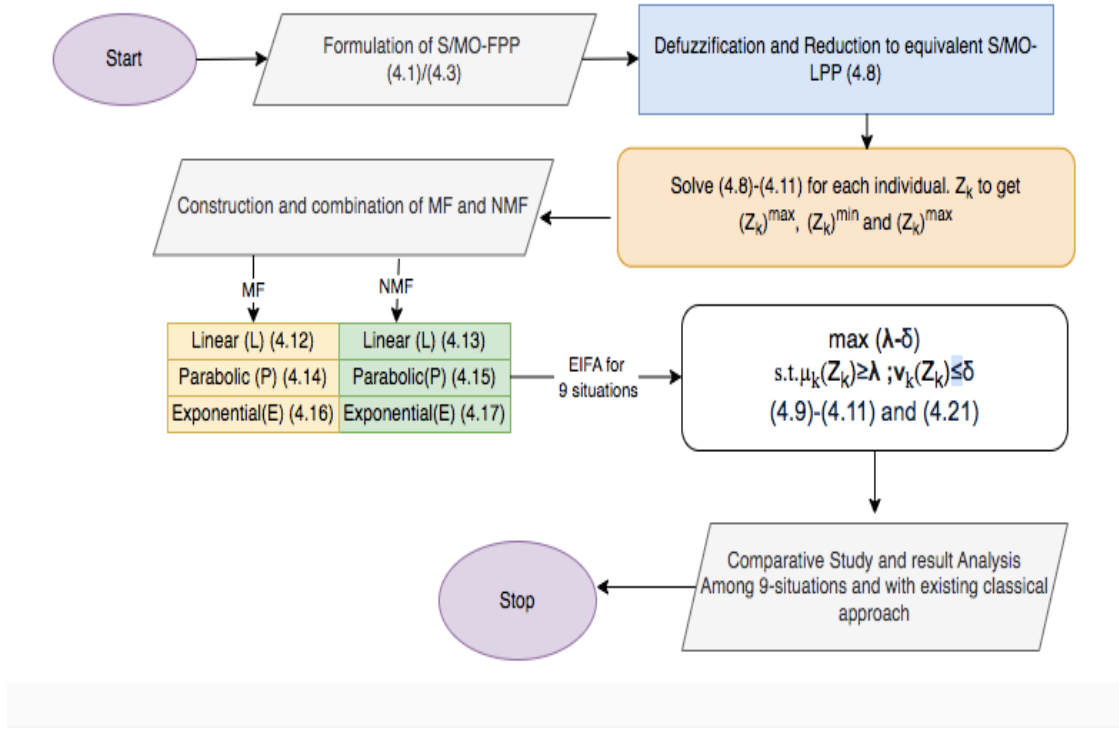 Start
Formulation of S/MO-FPP
(4.1)/(4.3)
Defuzzification and Reduction to equivalent S/MO-
LPP (4.8)
Solve (4.8)-(4.11) for each individual. Zₖ to get
(Zₖ)ᵐᵃˣ, (Zₖ)ᵐⁱⁿ and (Zₖ)ᵐᵃˣ
Construction and combination of MF and NMF
MF
NMF
Linear (L) (4.12)
Linear (L) (4.13)
Parabolic (P) (4.14)
Parabolic(P) (4.15)
Exponential(E) (4.16)
Exponential(E) (4.17)
EIFA for
9 situations
max (λ-δ)
s.t.μₖ(Zₖ)≥λ ;vₖ(Zₖ)≤δ
(4.9)-(4.11) and (4.21)
Comparative Study and result Analysis
Among 9-situations and with existing classical
approach
Stop